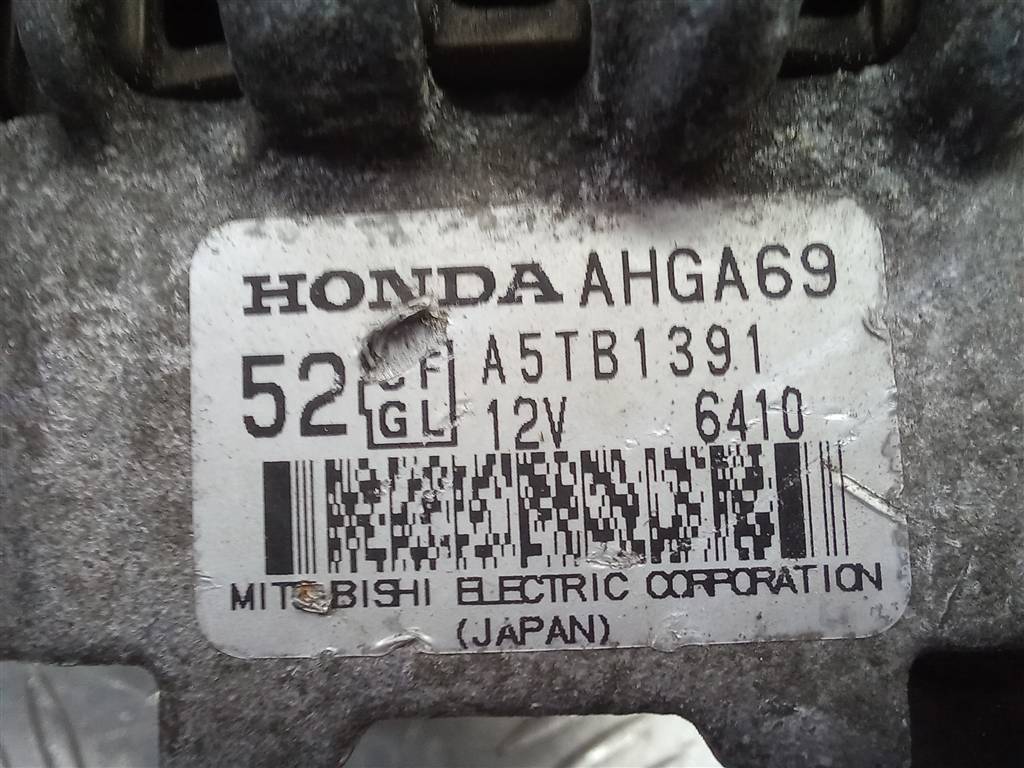 HONDA AHGA69
52 GL A5TB1391
12V 6410
MITSUBISHI ELECTRIC CORPORATION
(JAPAN)